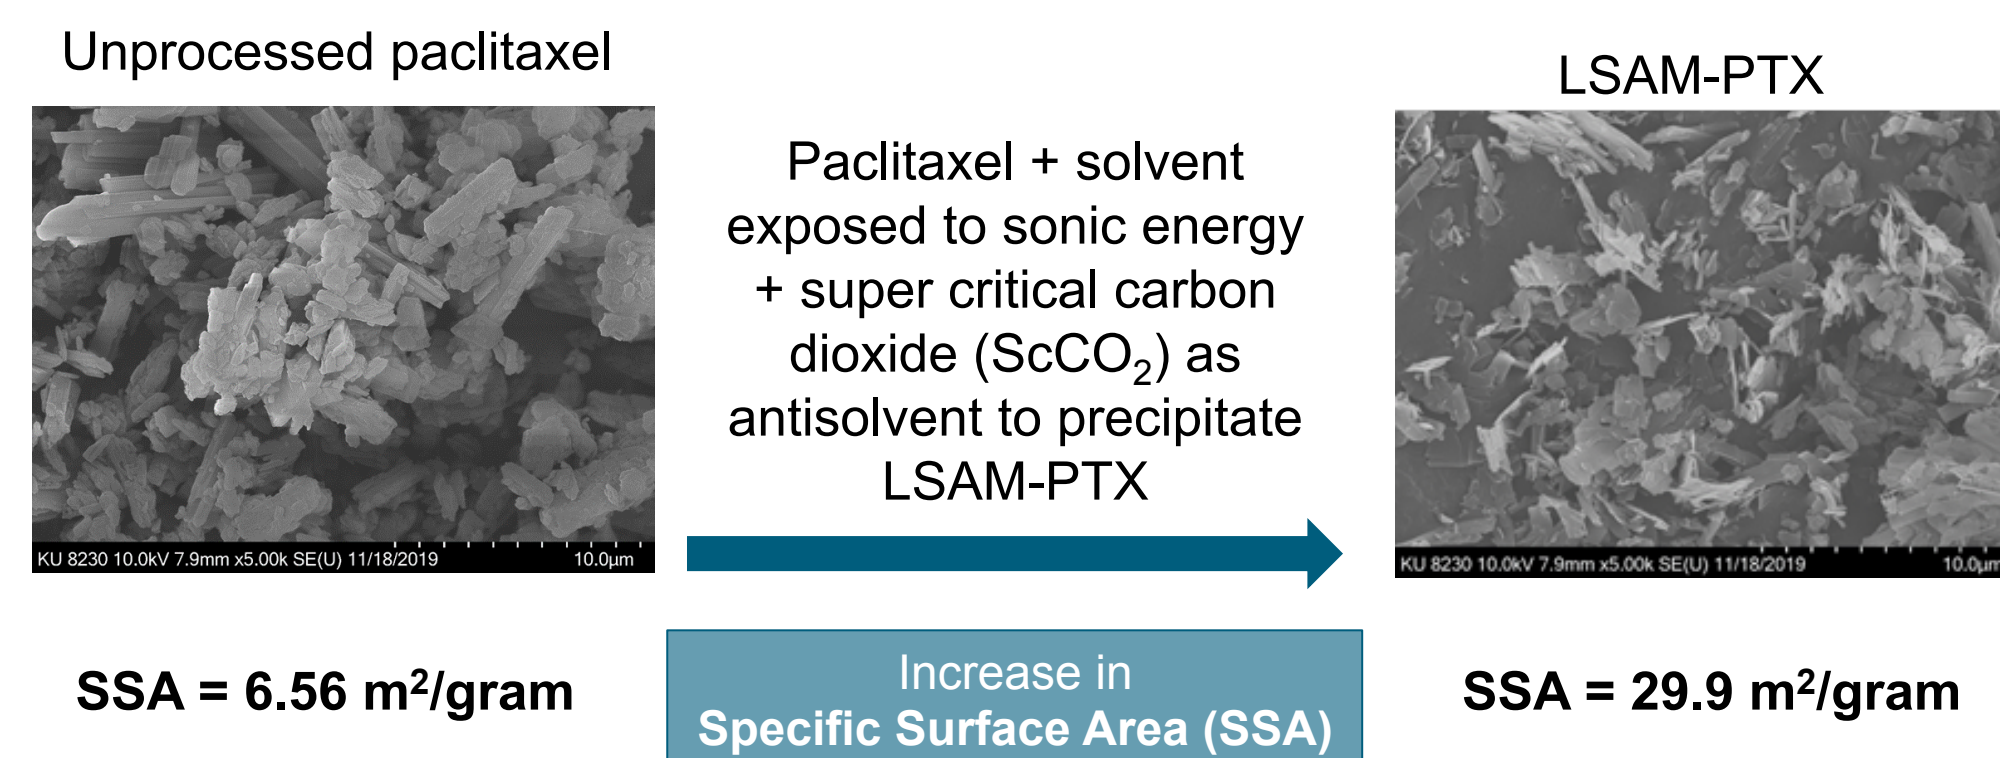 Unprocessed paclitaxel
KU 8230 10.0kV 7.9mm x5.00k SE(U) 11/18/2019 10.0µm
SSA = 6.56 m²/gram
Paclitaxel + solvent
exposed to sonic energy
+ super critical carbon
dioxide (ScCO₂) as
antisolvent to precipitate
LSAM-PTX
Increase in
Specific Surface Area (SSA)
LSAM-PTX
KU 8230 10.0kV 7.9mm x5.00k SE(U) 11/18/2019 10.0µm
SSA = 29.9 m²/gram